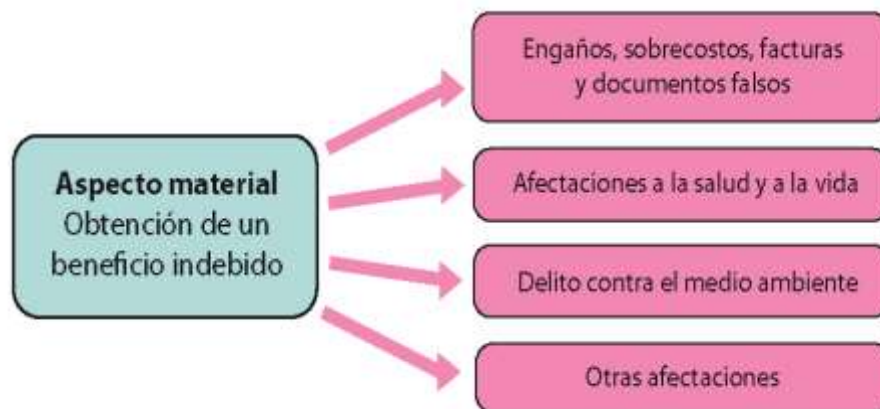 Aspecto material
Obtención de un
beneficio indebido
Engaños, sobrecostos, facturas
y documentos falsos
Afectaciones a la salud y a la vida
Delito contra el medio ambiente
Otras afectaciones